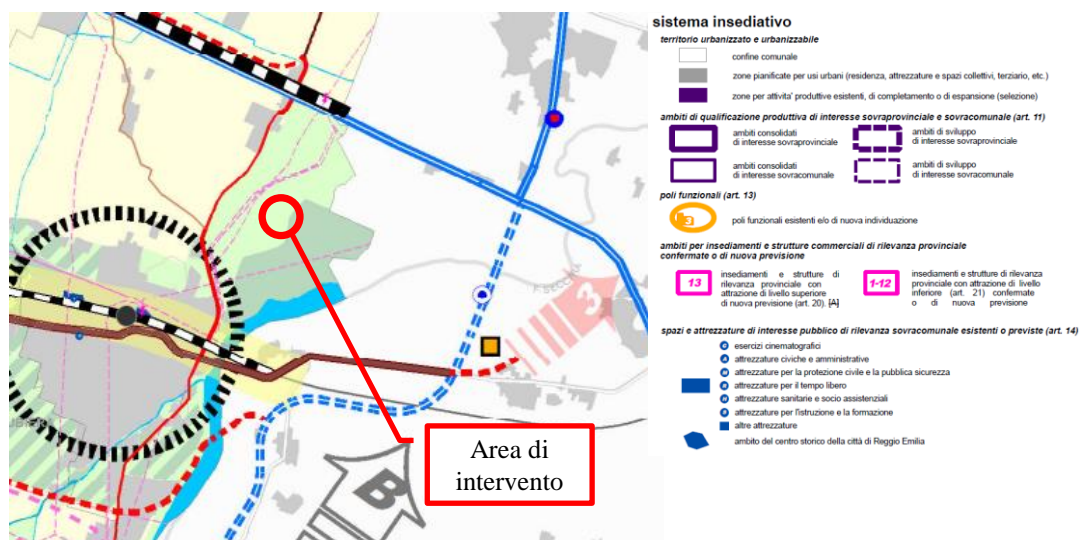 F. SECCHIA
3
B
Area di
intervento
sistema insediativo
territorio urbanizzato e urbanizzabile
confine comunale
zone pianificate per usi urbani (residenza, attrezzature e spazi collettivi, terziario, etc.)
zone per attivita' produttive esistenti, di completamento o di espansione (selezione)
ambiti di qualificazione produttiva di interesse sovraprovinciale e sovracomunale (art. 11)
ambiti consolidati
di interesse sovraprovinciale
ambiti di sviluppo
di interesse sovraprovinciale
ambiti consolidati
di interesse sovracomunale
ambiti di sviluppo
di interesse sovracomunale
poli funzionali (art. 13)
poli funzionali esistenti e/o di nuova individuazione
ambiti per insediamenti e strutture commerciali di rilevanza provinciale
confermate o di nuova previsione
13
insediamenti e strutture di
rilevanza provinciale con
attrazione di livello superiore
di nuova previsione (art. 20). [A]
1-12
insediamenti e strutture di rilevanza
provinciale con attrazione di livello
inferiore (art. 21) confermate
o di nuova previsione
spazi e attrezzature di interesse pubblico di rilevanza sovracomunale esistenti o previste (art. 14)
esercizi cinematografici
attrezzature civiche e amministrative
attrezzature per la protezione civile e la pubblica sicurezza
attrezzature per il tempo libero
attrezzature sanitarie e socio assistenziali
attrezzature per l'istruzione e la formazione
altre attrezzature
ambito del centro storico della città di Reggio Emilia